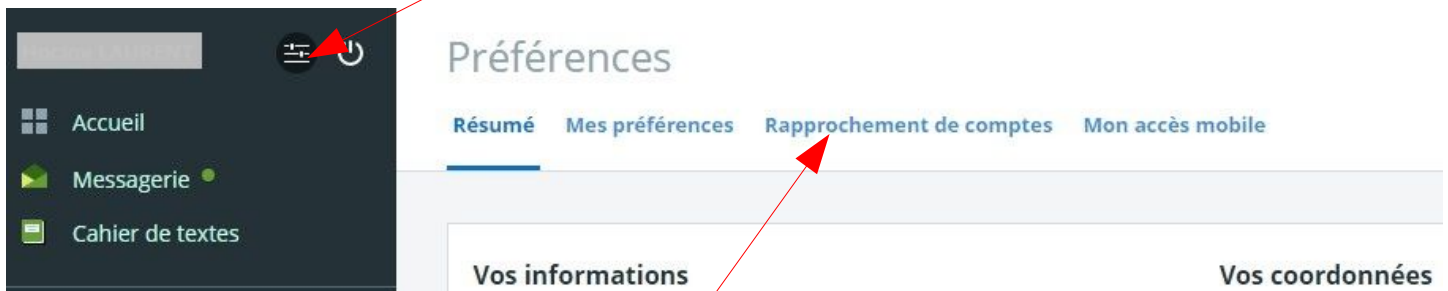 Préférences
Accueil
Résumé Mes préférences Rapprochement de comptes Mon accès mobile
Messagerie
Cahier de textes
Vos informations
Vos coordonnées